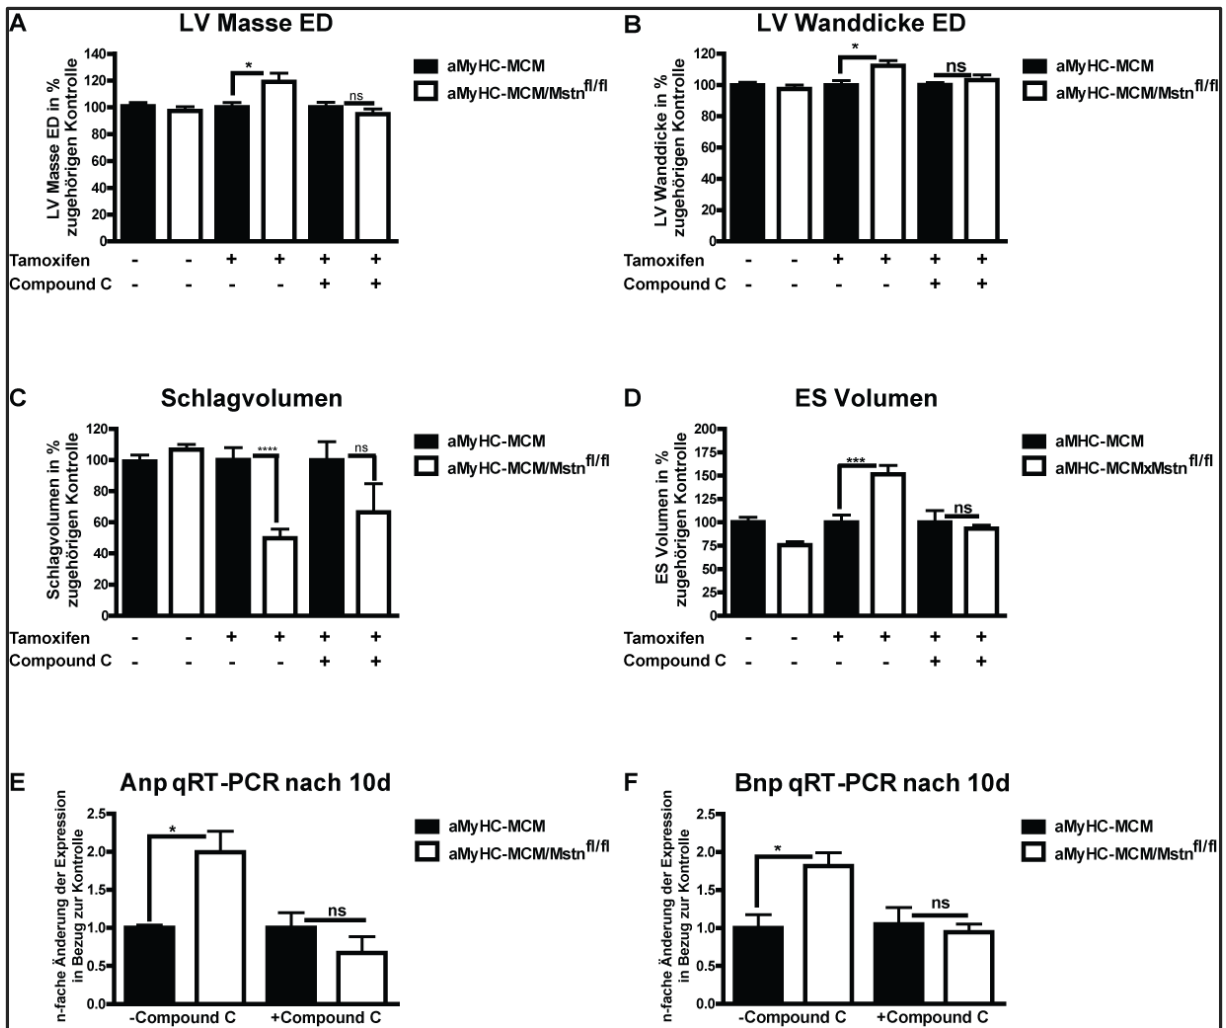 A
LV Masse ED
LV Masse ED in %
zugehörigen Kontrolle
140
120
100
80
60
40
20
0
*
ns
aMyHC-MCM
aMyHC-MCM/Mstnfl/fl
Tamoxifen - - + + + +
Compound C - - - - + +
B
LV Wanddicke ED
LV Wanddicke in %
zugehörigen Kontrolle
120
100
80
60
40
20
0
*
ns
aMyHC-MCM
aMyHC-MCM/Mstnfl/fl
Tamoxifen - - + + + +
Compound C - - - - + +
C
Schlagvolumen
Schlagvolumen in %
zugehörigen Kontrolle
120
100
80
60
40
20
0
****
ns
aMyHC-MCM
aMyHC-MCM/Mstnfl/fl
Tamoxifen - - + + + +
Compound C - - - - + +
D
ES Volumen
ES Volumen in %
zugehörigen Kontrolle
200
175
150
125
100
75
50
25
0
***
ns
aMHC-MCM
aMHC-MCMxMstnfl/fl
Tamoxifen - - + + + +
Compound C - - - - + +
E
Anp qRT-PCR nach 10d
n-fache Änderung der Expression
in Bezug zur Kontrolle
2.5
2.0
1.5
1.0
0.5
0.0
*
ns
aMyHC-MCM
aMyHC-MCM/Mstnfl/fl
-Compound C +Compound C
F
Bnp qRT-PCR nach 10d
n-fache Änderung der Expression
in Bezug zur Kontrolle
2.5
2.0
1.5
1.0
0.5
0.0
*
ns
aMyHC-MCM
aMyHC-MCM/Mstnfl/fl
-Compound C +Compound C